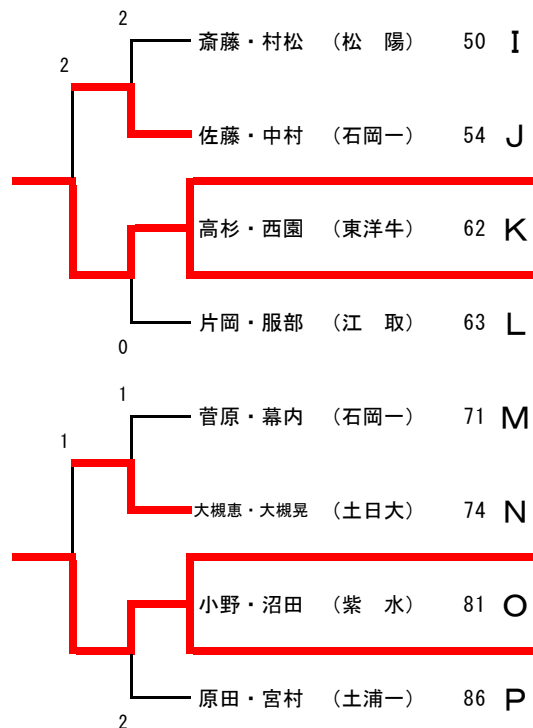 2
斎藤・村松 （松　陽） 50 I
2
佐藤・中村 （石岡一） 54 J
高杉・西園 （東洋牛） 62 K
片岡・服部 （江　取） 63 L
0
1
菅原・幕内 （石岡一） 71 M
1
大槻恵・大槻晃 （土日大） 74 N
小野・沼田 （紫　水） 81 O
原田・宮村 （土浦一） 86 P
2